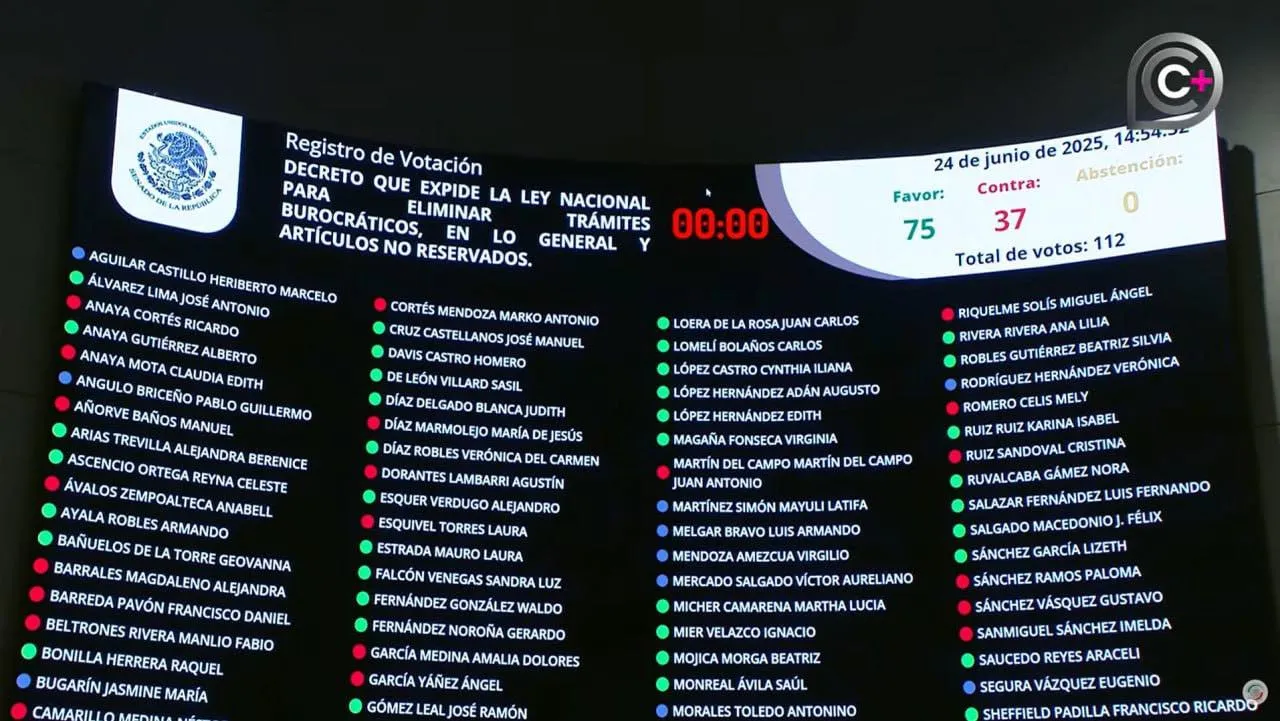 C+
ESTADOS UNIDOS MEXICANOS
SENADO DE LA REPÚBLICA
Registro de Votación
DECRETO QUE EXPIDE LA LEY NACIONAL
PARA ELIMINAR TRÁMITES
BUROCRÁTICOS, EN LO GENERAL Y
ARTÍCULOS NO RESERVADOS.
00:00
24 de junio de 2025, 14:54:52
Favor: Contra: Abstención:
75 37 0
Total de votos: 112
AGUILAR CASTILLO HERIBERTO MARCELO
ÁLVAREZ LIMA JOSÉ ANTONIO
ANAYA CORTÉS RICARDO
ANAYA GUTIÉRREZ ALBERTO
ANAYA MOTA CLAUDIA EDITH
ANGULO BRICEÑO PABLO GUILLERMO
AÑORVE BAÑOS MANUEL
ARIAS TREVILLA ALEJANDRA BERENICE
ASCENCIO ORTEGA REYNA CELESTE
ÁVALOS ZEMPOALTECA ANABELL
AYALA ROBLES ARMANDO
BAÑUELOS DE LA TORRE GEOVANNA
BARRALES MAGDALENO ALEJANDRA
BARREDA PAVÓN FRANCISCO DANIEL
BELTRONES RIVERA MANLIO FABIO
BONILLA HERRERA RAQUEL
BUGARÍN JASMINE MARÍA
CAMARILLO MEDINA
CORTÉS MENDOZA MARKO ANTONIO
CRUZ CASTELLANOS JOSÉ MANUEL
DAVIS CASTRO HOMERO
DE LEÓN VILLARD SASIL
DÍAZ DELGADO BLANCA JUDITH
DÍAZ MARMOLEJO MARÍA DE JESÚS
DÍAZ ROBLES VERÓNICA DEL CARMEN
DORANTES LAMBARRI AGUSTÍN
ESQUER VERDUGO ALEJANDRO
ESQUIVEL TORRES LAURA
ESTRADA MAURO LAURA
FALCÓN VENEGAS SANDRA LUZ
FERNÁNDEZ GONZÁLEZ WALDO
FERNÁNDEZ NOROÑA GERARDO
GARCÍA MEDINA AMALIA DOLORES
GARCÍA YÁÑEZ ÁNGEL
GÓMEZ LEAL JOSÉ RAMÓN
LOERA DE LA ROSA JUAN CARLOS
LOMELÍ BOLAÑOS CARLOS
LÓPEZ CASTRO CYNTHIA ILIANA
LÓPEZ HERNÁNDEZ ADÁN AUGUSTO
LÓPEZ HERNÁNDEZ EDITH
MAGAÑA FONSECA VIRGINIA
MARTÍN DEL CAMPO MARTÍN DEL CAMPO
JUAN ANTONIO
MARTÍNEZ SIMÓN MAYULI LATIFA
MELGAR BRAVO LUIS ARMANDO
MENDOZA AMEZCUA VIRGILIO
MERCADO SALGADO VÍCTOR AURELIANO
MICHER CAMARENA MARTHA LUCIA
MIER VELAZCO IGNACIO
MOJICA MORGA BEATRIZ
MONREAL ÁVILA SAÚL
MORALES TOLEDO ANTONINO
RIQUELME SOLÍS MIGUEL ÁNGEL
RIVERA RIVERA ANA LILIA
ROBLES GUTIÉRREZ BEATRIZ SILVIA
RODRÍGUEZ HERNÁNDEZ VERÓNICA
ROMERO CELIS MELY
RUIZ RUIZ KARINA ISABEL
RUIZ SANDOVAL CRISTINA
RUVALCABA GÁMEZ NORA
SALAZAR FERNÁNDEZ LUIS FERNANDO
SALGADO MACEDONIO J. FÉLIX
SÁNCHEZ GARCÍA LIZETH
SÁNCHEZ RAMOS PALOMA
SÁNCHEZ VÁSQUEZ GUSTAVO
SANMIGUEL SÁNCHEZ IMELDA
SAUCEDO REYES ARACELI
SEGURA VÁZQUEZ EUGENIO
SHEFFIELD PADILLA FRANCISCO RICARDO